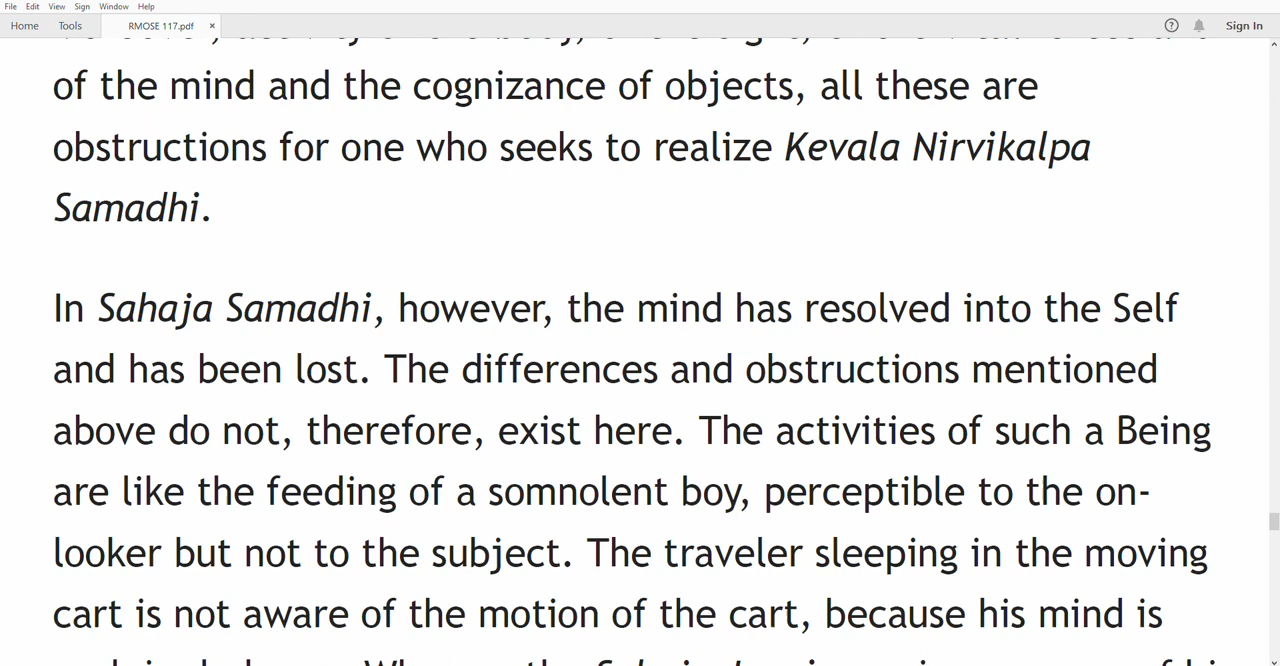 File Edit View Sign Window Help
Home Tools RMOSE 117.pdf × ? Sign In
of the mind and the cognizance of objects, all these are
obstructions for one who seeks to realize Kevala Nirvikalpa
Samadhi.
In Sahaja Samadhi, however, the mind has resolved into the Self
and has been lost. The differences and obstructions mentioned
above do not, therefore, exist here. The activities of such a Being
are like the feeding of a somnolent boy, perceptible to the on-
looker but not to the subject. The traveler sleeping in the moving
cart is not aware of the motion of the cart, because his mind is